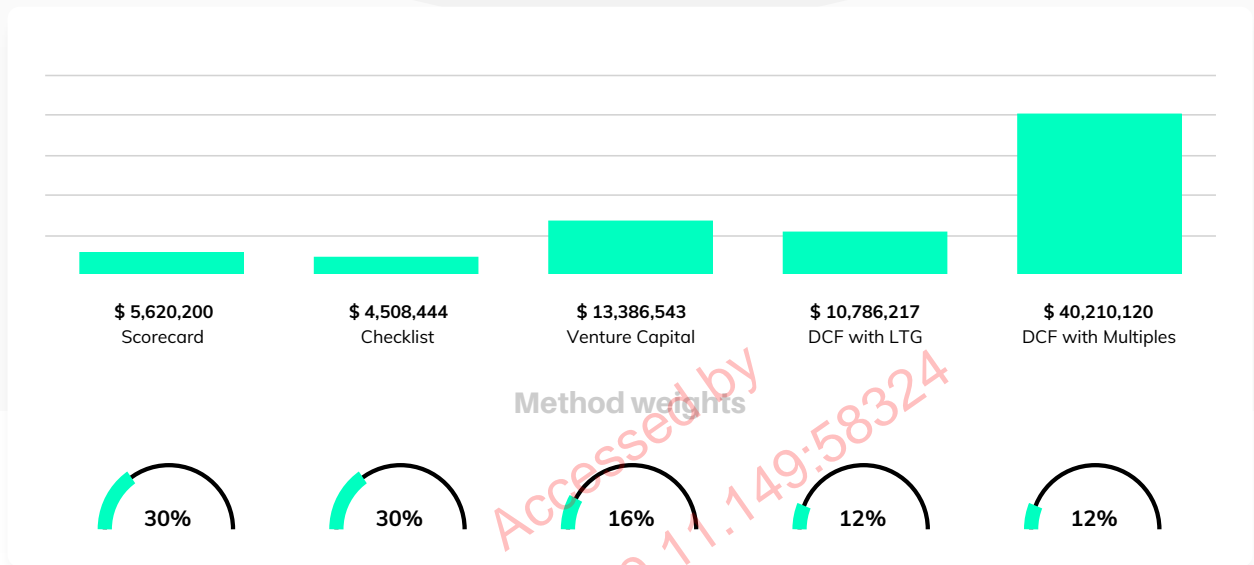 $ 5,620,200
Scorecard
$ 4,508,444
Checklist
$ 13,386,543
Venture Capital
$ 10,786,217
DCF with LTG
$ 40,210,120
DCF with Multiples
Method weights
Accessed by
11.149:58324
30%
30%
16%
12%
12%